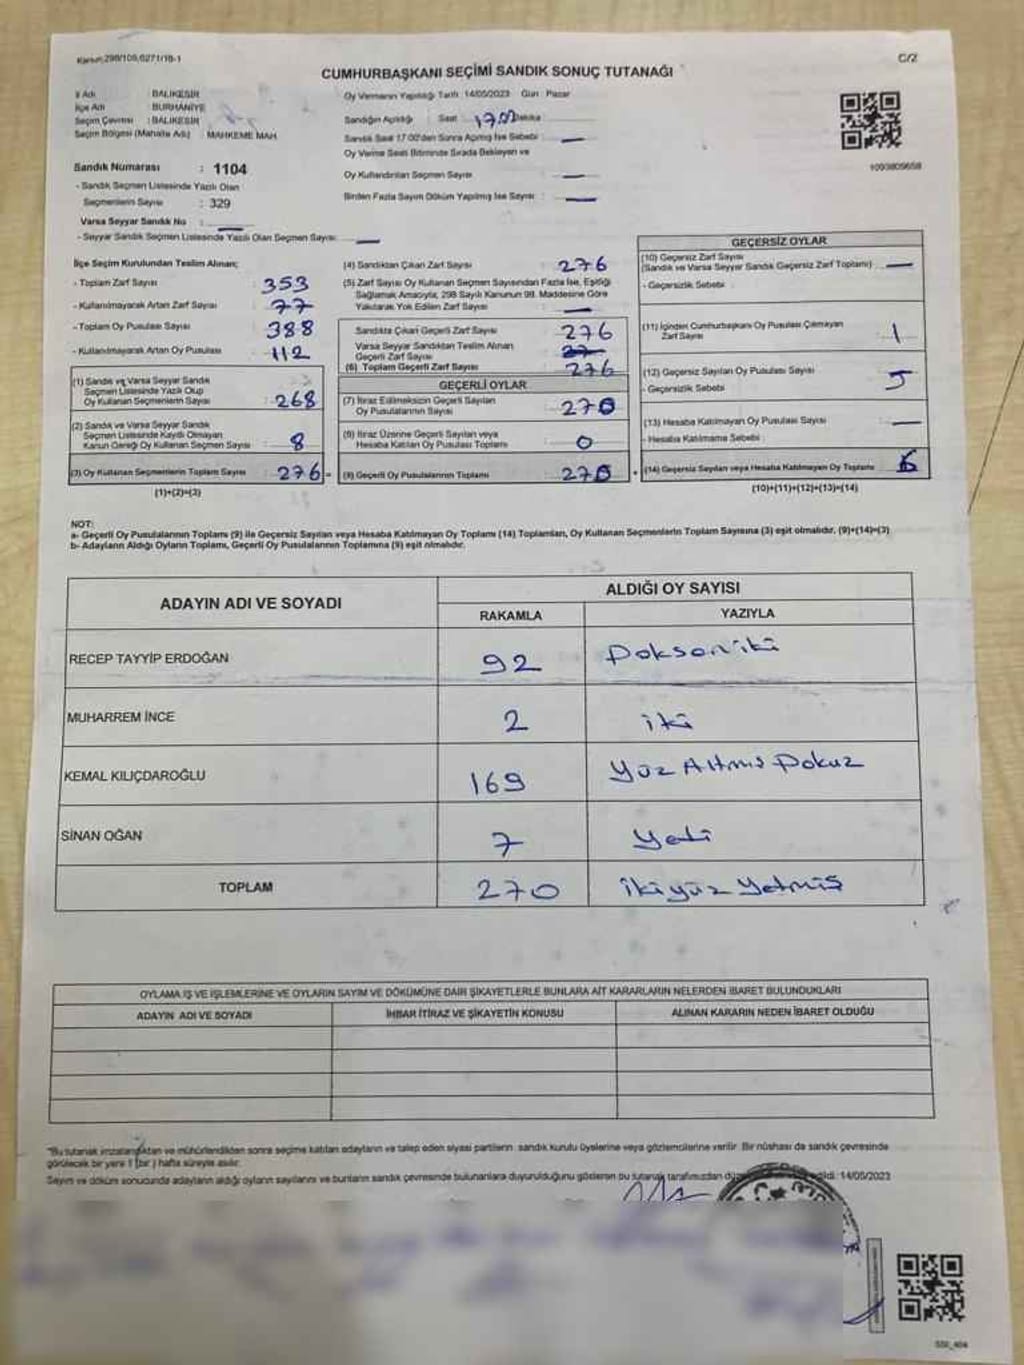 Kanun:298/105,6271/18-1
C/2
CUMHURBAŞKANI SEÇİMİ SANDIK SONUÇ TUTANAĞI
İl Adı : BALIKESİR
İlçe Adı : BURHANİYE
Seçim Çevresi : BALIKESİR
Seçim Bölgesi (Mahalle Adı) : MAHKEME MAH.
Oy Vermenin Yapıldığı Tarih :14/05/2023 Gün : Pazar
Sandığın Açıldığı : Saat 17.00 Dakika
Sandık Saat 17.00'den Sonra Açılmış İse Sebebi : —
Oy Verme Saati Bitiminde Sırada Bekleyen ve
Oy Kullandırılan Seçmen Sayısı : —
Birden Fazla Sayım Döküm Yapılmış İse Sayısı : —
1093809658
Sandık Numarası : 1104
- Sandık Seçmen Listesinde Yazılı Olan
Seçmenlerin Sayısı : 329
Varsa Seyyar Sandık No : —
- Seyyar Sandık Seçmen Listesinde Yazılı Olan Seçmen Sayısı: —
İlçe Seçim Kurulundan Teslim Alınan;
- Toplam Zarf Sayısı : 353
- Kullanılmayarak Artan Zarf Sayısı : 77
- Toplam Oy Pusulası Sayısı : 388
- Kullanılmayarak Artan Oy Pusulası : 112
(1) Sandık ve Varsa Seyyar Sandık
Seçmen Listesinde Yazılı Olup
Oy Kullanan Seçmenlerin Sayısı : 268
(2) Sandık ve Varsa Seyyar Sandık
Seçmen Listesinde Kayıtlı Olmayan
Kanun Gereği Oy Kullanan Seçmen Sayısı : 8
(3) Oy Kullanan Seçmenlerin Toplam Sayısı : 276
(1)+(2)=(3)
(4) Sandıktan Çıkan Zarf Sayısı : 276
(5) Zarf Sayısı Oy Kullanan Seçmen Sayısından Fazla İse, Eşitliği
Sağlamak Amacıyla, 298 Sayılı Kanunun 98. Maddesine Göre
Yakılarak Yok Edilen Zarf Sayısı : —
Sandıkta Çıkan Geçerli Zarf Sayısı : 276
Varsa Seyyar Sandıktan Teslim Alınan
Geçerli Zarf Sayısı
(6) Toplam Geçerli Zarf Sayısı : 276
GEÇERLİ OYLAR
(7) İtiraz Edilmeksizin Geçerli Sayılan
Oy Pusulalarının Sayısı : 270
(8) İtiraz Üzerine Geçerli Sayılan veya
Hesaba Katılan Oy Pusulası Toplamı : 0
(9) Geçerli Oy Pusulalarının Toplamı : 270
GEÇERSİZ OYLAR
(10) Geçersiz Zarf Sayısı
(Sandık ve Varsa Seyyar Sandık Geçersiz Zarf Toplamı) : —
- Geçersizlik Sebebi :
(11) İçinden Cumhurbaşkanı Oy Pusulası Çıkmayan
Zarf Sayısı : 1
(12) Geçersiz Sayılan Oy Pusulası Sayısı : 5
- Geçersizlik Sebebi :
(13) Hesaba Katılmayan Oy Pusulası Sayısı : —
- Hesaba Katılmama Sebebi :
(14) Geçersiz Sayılan veya Hesaba Katılmayan Oy Toplamı : 6
(10)+(11)+(12)+(13)=(14)
NOT:
a- Geçerli Oy Pusulalarının Toplamı (9) ile Geçersiz Sayılan veya Hesaba Katılmayan Oy Toplamı (14) Toplamları, Oy Kullanan Seçmenlerin Toplam Sayısına (3) eşit olmalıdır. (9)+(14)=(3)
b- Adayların Aldığı Oyların Toplamı, Geçerli Oy Pusulalarının Toplamına (9) eşit olmalıdır.
ADAYIN ADI VE SOYADI
ALDIĞI OY SAYISI
RAKAMLA YAZIYLA
RECEP TAYYİP ERDOĞAN 92 Doksan iki
MUHARREM İNCE 2 iki
KEMAL KILIÇDAROĞLU 169 Yüz Altmış Dokuz
SİNAN OĞAN 7 Yedi
TOPLAM 270 ikiyüz yetmiş
OYLAMA İŞ VE İŞLEMLERİNE VE OYLARIN SAYIM VE DÖKÜMÜNE DAİR ŞİKAYETLERLE BUNLARA AİT KARARLARIN NELERDEN İBARET BULUNDUKLARI
ADAYIN ADI VE SOYADI İHBAR İTİRAZ VE ŞİKAYETİN KONUSU ALINAN KARARIN NEDEN İBARET OLDUĞU
"Bu tutanak imzalandıktan ve mühürlendikten sonra seçime katılan adayların ve talep eden siyasi partilerin sandık kurulu üyelerine veya gözlemcilerine verilir. Bir nüshası da sandık çevresinde
görülecek bir yere 1 (bir) hafta süreyle asılır.
Sayım ve döküm sonucunda adayların aldığı oyların sayılarını ve bunların sandık çevresinde bulunanlara duyurulduğunu gösteren bu tutanak tarafımızdan 14/05/2023